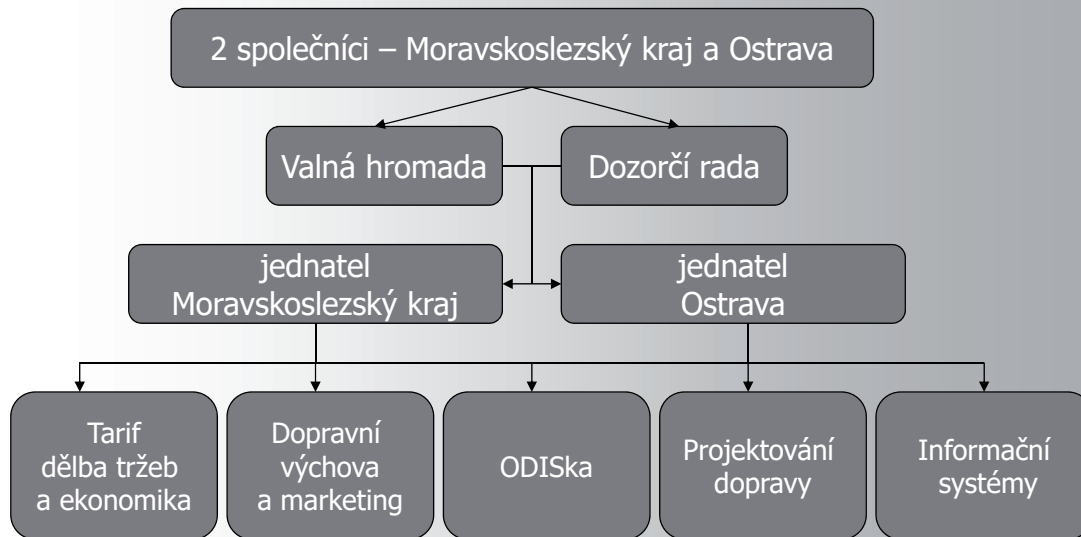 2 společníci – Moravskoslezský kraj a Ostrava
Valná hromada
Dozorčí rada
jednatel
Moravskoslezský kraj
jednatel
Ostrava
Tarif
dělba tržeb
a ekonomika
Dopravní
výchova
a marketing
ODISka
Projektování
dopravy
Informační
systémy